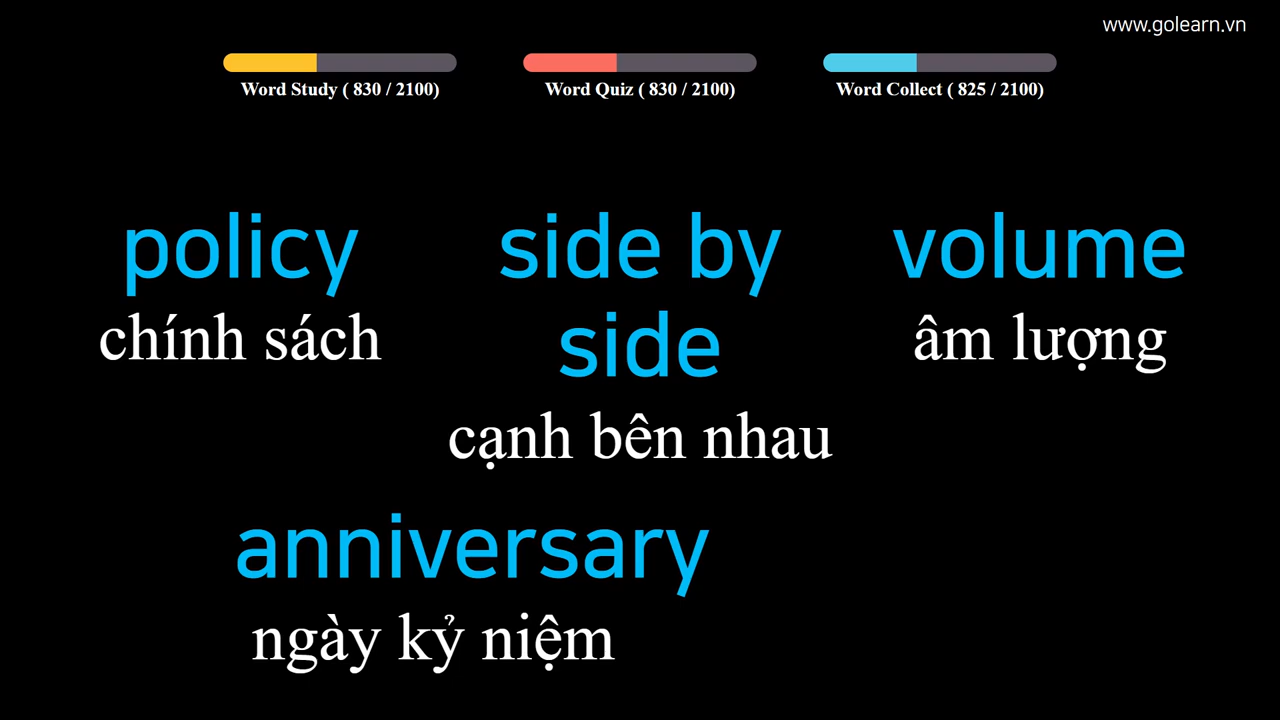 www.golearn.vn
Word Study ( 830 / 2100)
Word Quiz ( 830 / 2100)
Word Collect ( 825 / 2100)
policy
chính sách
side by
side
cạnh bên nhau
volume
âm lượng
anniversary
ngày kỷ niệm